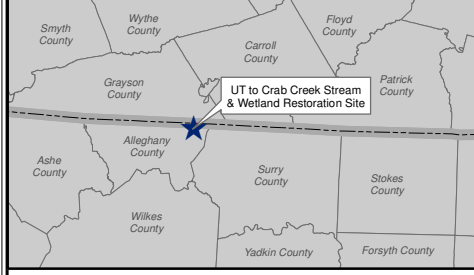 Smyth
County
Wythe
County
Floyd
County
Carroll
County
Grayson
County
Patrick
County
UT to Crab Creek Stream
& Wetland Restoration Site
Alleghany
County
Ashe
County
Surry
County
Stokes
County
Wilkes
County
Yadkin County
Forsyth County